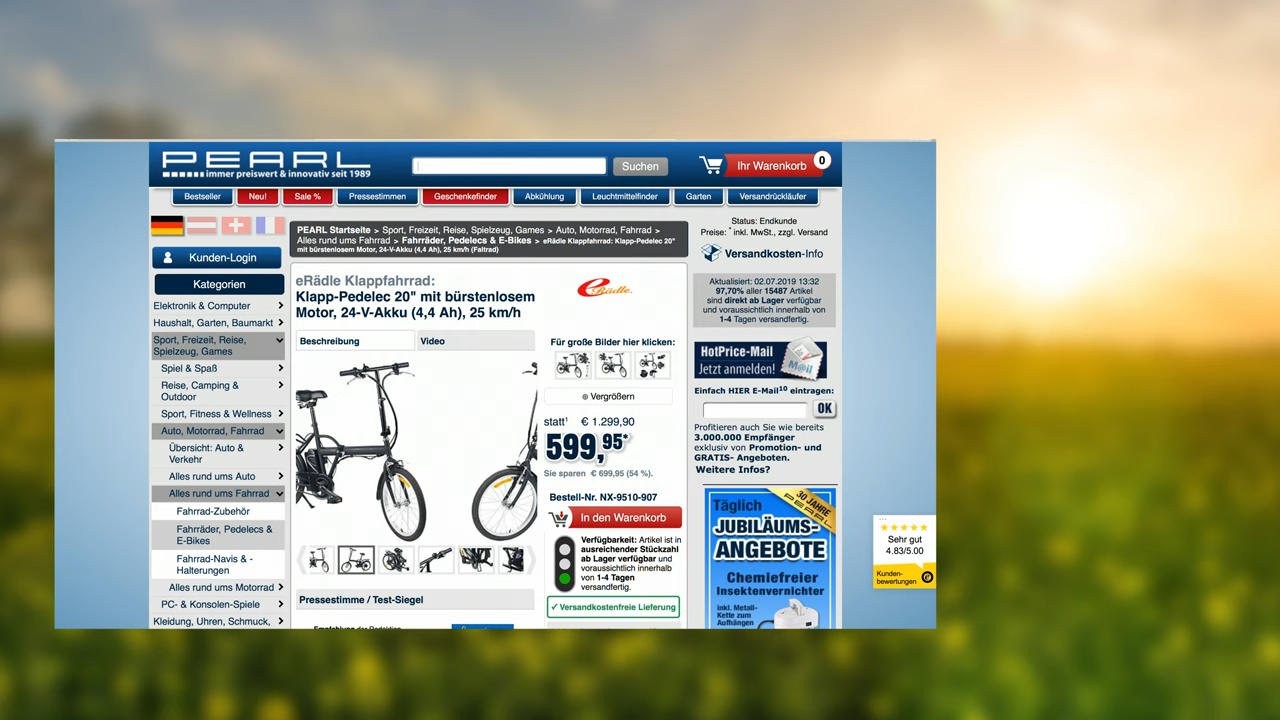 PEARL
immer preiswert & innovativ seit 1989
Suchen
Ihr Warenkorb
0
Bestseller
Neu!
Sale %
Pressestimmen
Geschenkefinder
Abkühlung
Leuchtmittelfinder
Garten
Versandrückläufer
Kunden-Login
Kategorien
Elektronik & Computer
Haushalt, Garten, Baumarkt
Sport, Freizeit, Reise,
Spielzeug, Games
Spiel & Spaß
Reise, Camping &
Outdoor
Sport, Fitness & Wellness
Auto, Motorrad, Fahrrad
Übersicht: Auto &
Verkehr
Alles rund ums Auto
Alles rund ums Fahrrad
Fahrrad-Zubehör
Fahrräder, Pedelecs &
E-Bikes
Fahrrad-Navis & -
Halterungen
Alles rund ums Motorrad
PC- & Konsolen-Spiele
Kleidung, Uhren, Schmuck,
PEARL Startseite > Sport, Freizeit, Reise, Spielzeug, Games > Auto, Motorrad, Fahrrad >
Alles rund ums Fahrrad > Fahrräder, Pedelecs & E-Bikes > eRädle Klappfahrrad: Klapp-Pedelec 20"
mit bürstenlosem Motor, 24-V-Akku (4,4 Ah), 25 km/h (Faltrad)
eRädle Klappfahrrad:
Klapp-Pedelec 20" mit bürstenlosem
Motor, 24-V-Akku (4,4 Ah), 25 km/h
eRädle.
Beschreibung
Video
Für große Bilder hier klicken:
Vergrößern
statt¹ € 1.299,90
599,95*
Sie sparen € 699,95 (54 %).
Bestell-Nr. NX-9510-907
In den Warenkorb
Verfügbarkeit: Artikel ist in
ausreichender Stückzahl
ab Lager verfügbar und
voraussichtlich innerhalb
von 1-4 Tagen
versandfertig.
✓ Versandkostenfreie Lieferung
Pressestimme / Test-Siegel
Empfehlung der Redaktion
Status: Endkunde
Preise: * inkl. MwSt., zzgl. Versand
Versandkosten-Info
Aktualisiert: 02.07.2019 13:32
97,70% aller 15487 Artikel
sind direkt ab Lager verfügbar
und voraussichtlich innerhalb von
1-4 Tagen versandfertig.
HotPrice-Mail
Jetzt anmelden!
M@il
Einfach HIER E-Mail¹⁰ eintragen:
OK
Profitieren auch Sie wie bereits
3.000.000 Empfänger
exklusiv von Promotion- und
GRATIS- Angeboten.
Weitere Infos?
Täglich
30 JAHRE
PEARL
JUBILÄUMS-
ANGEBOTE
Chemiefreier
Insektenvernichter
inkl. Metall-
Kette zum
Aufhängen
...
Sehr gut
4.83/5.00
Kunden-
bewertungen